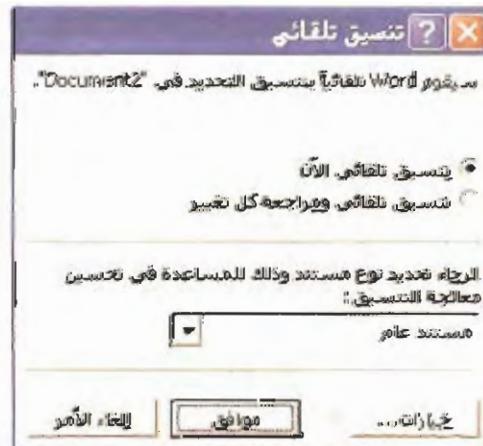 تنسيق تلقائي
سيقوم Word تلقائياً بتنسيق التحديد في "Document2".
بتنسيق تلقائي الآن
تنسيق تلقائي ومراجعة كل تغيير
الرجاء تحديد نوع مستند وذلك للمساعدة في تحسين
معالجة التنسيق:
مستند عام
خيارات...
موافق
إلغاء الأمر